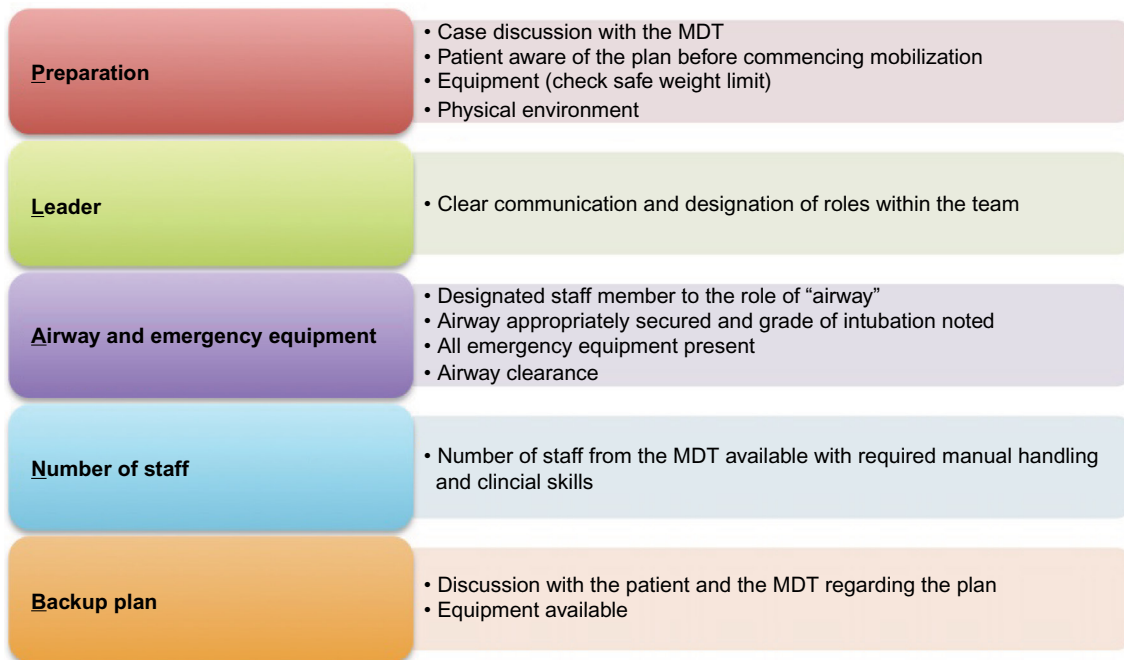 Preparation
• Case discussion with the MDT
• Patient aware of the plan before commencing mobilization
• Equipment (check safe weight limit)
• Physical environment
Leader
• Clear communication and designation of roles within the team
Airway and emergency equipment
• Designated staff member to the role of “airway”
• Airway appropriately secured and grade of intubation noted
• All emergency equipment present
• Airway clearance
Number of staff
• Number of staff from the MDT available with required manual handling
and clincial skills
Backup plan
• Discussion with the patient and the MDT regarding the plan
• Equipment available